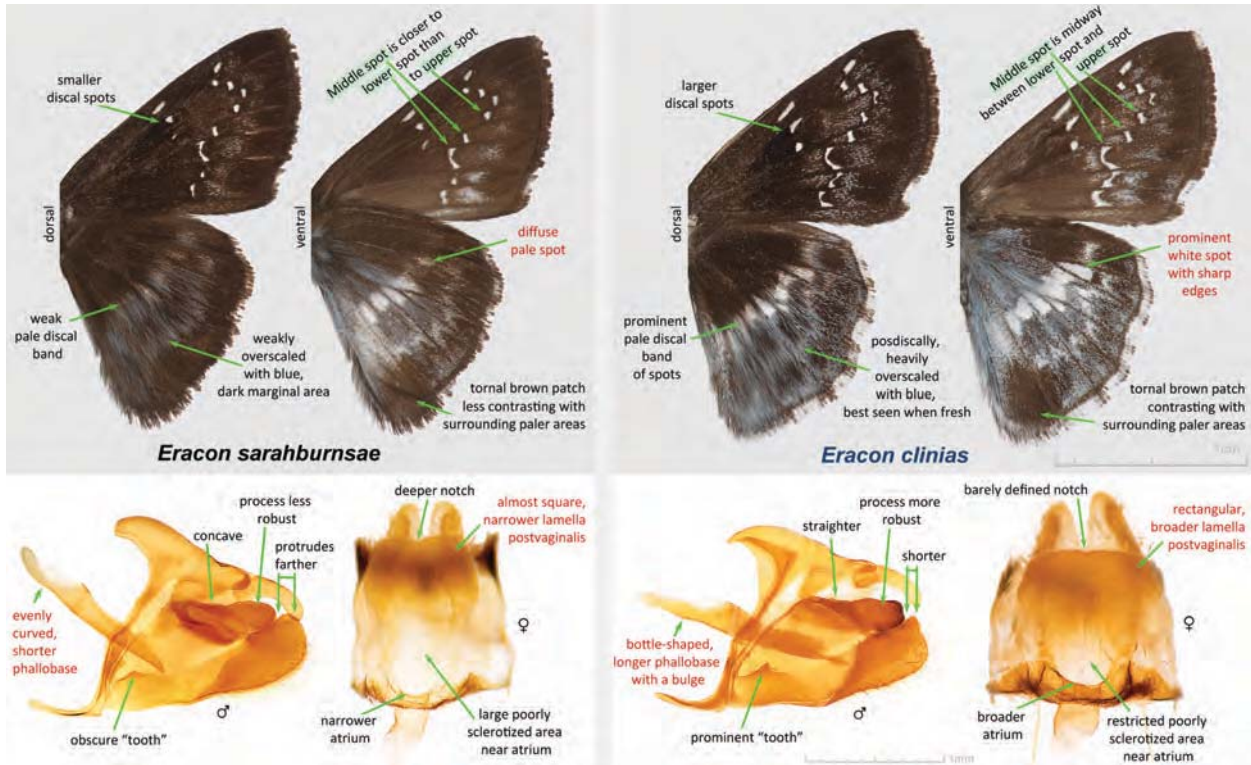 smaller
discal spots
Middle spot is closer to
lower spot than
to upper spot
dorsal
ventral
diffuse
pale spot
weak
pale discal
band
weakly
overscaled
with blue,
dark marginal area
tornal brown patch
less contrasting with
surrounding paler areas
Eracon sarahburnsae
larger
discal spots
Middle spot is midway
between lower spot and
upper spot
dorsal
ventral
prominent
white spot
with sharp
edges
prominent
pale discal
band
of spots
posdiscally,
heavily
overscaled
with blue,
best seen when fresh
tornal brown patch
contrasting with
surrounding paler areas
Eracon clinias
1cm
concave
process less
robust
protrudes
farther
evenly
curved,
shorter
phallobase
obscure “tooth”
♂
deeper notch
almost square,
narrower lamella
postvaginalis
♀
narrower
atrium
large poorly
sclerotized area
near atrium
straighter
process more
robust
shorter
bottle-shaped,
longer phallobase
with a bulge
prominent “tooth”
♂
1mm
barely defined notch
rectangular,
broader lamella
postvaginalis
♀
broader
atrium
restricted poorly
sclerotized area
near atrium